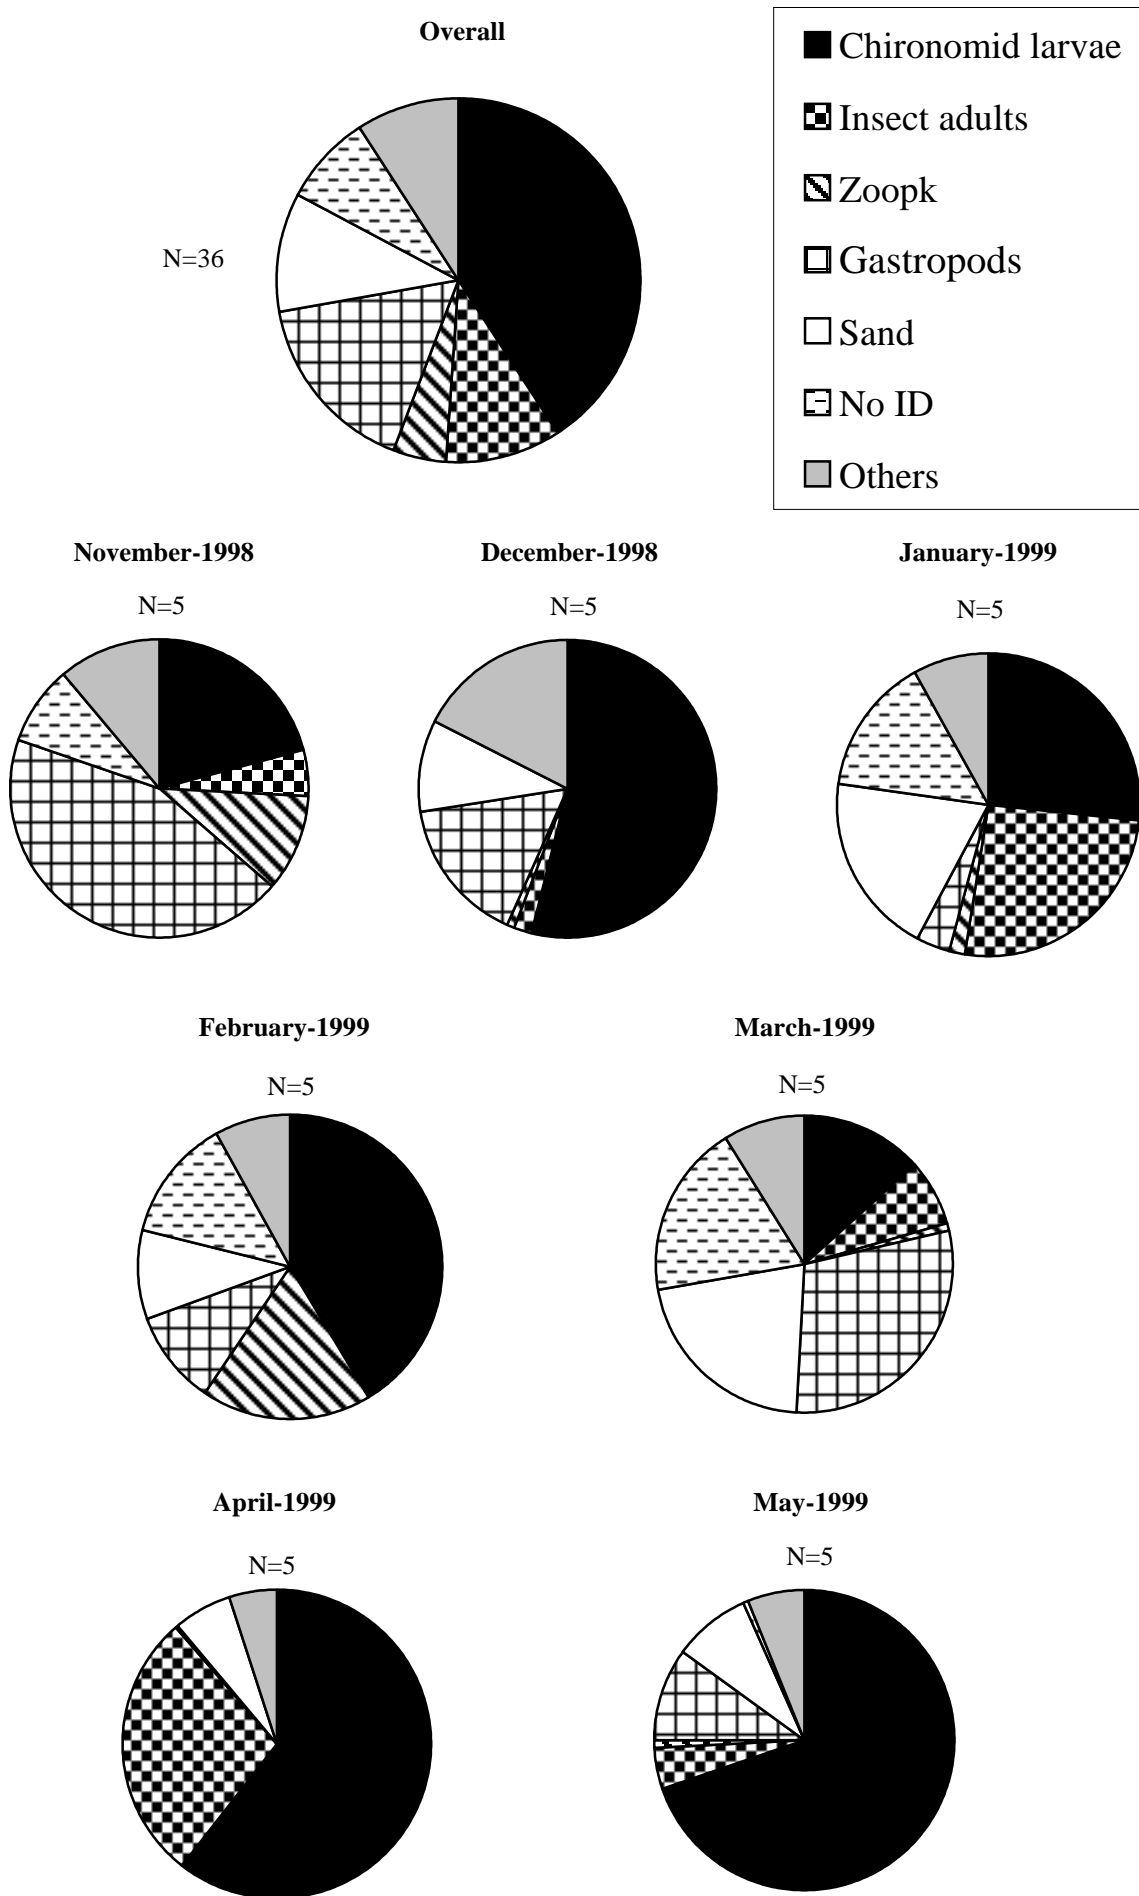 Overall
Chironomid larvae
Insect adults
Zoopk
Gastropods
Sand
No ID
Others
N=36
November-1998
December-1998
January-1999
N=5
N=5
N=5
February-1999
March-1999
N=5
N=5
April-1999
May-1999
N=5
N=5